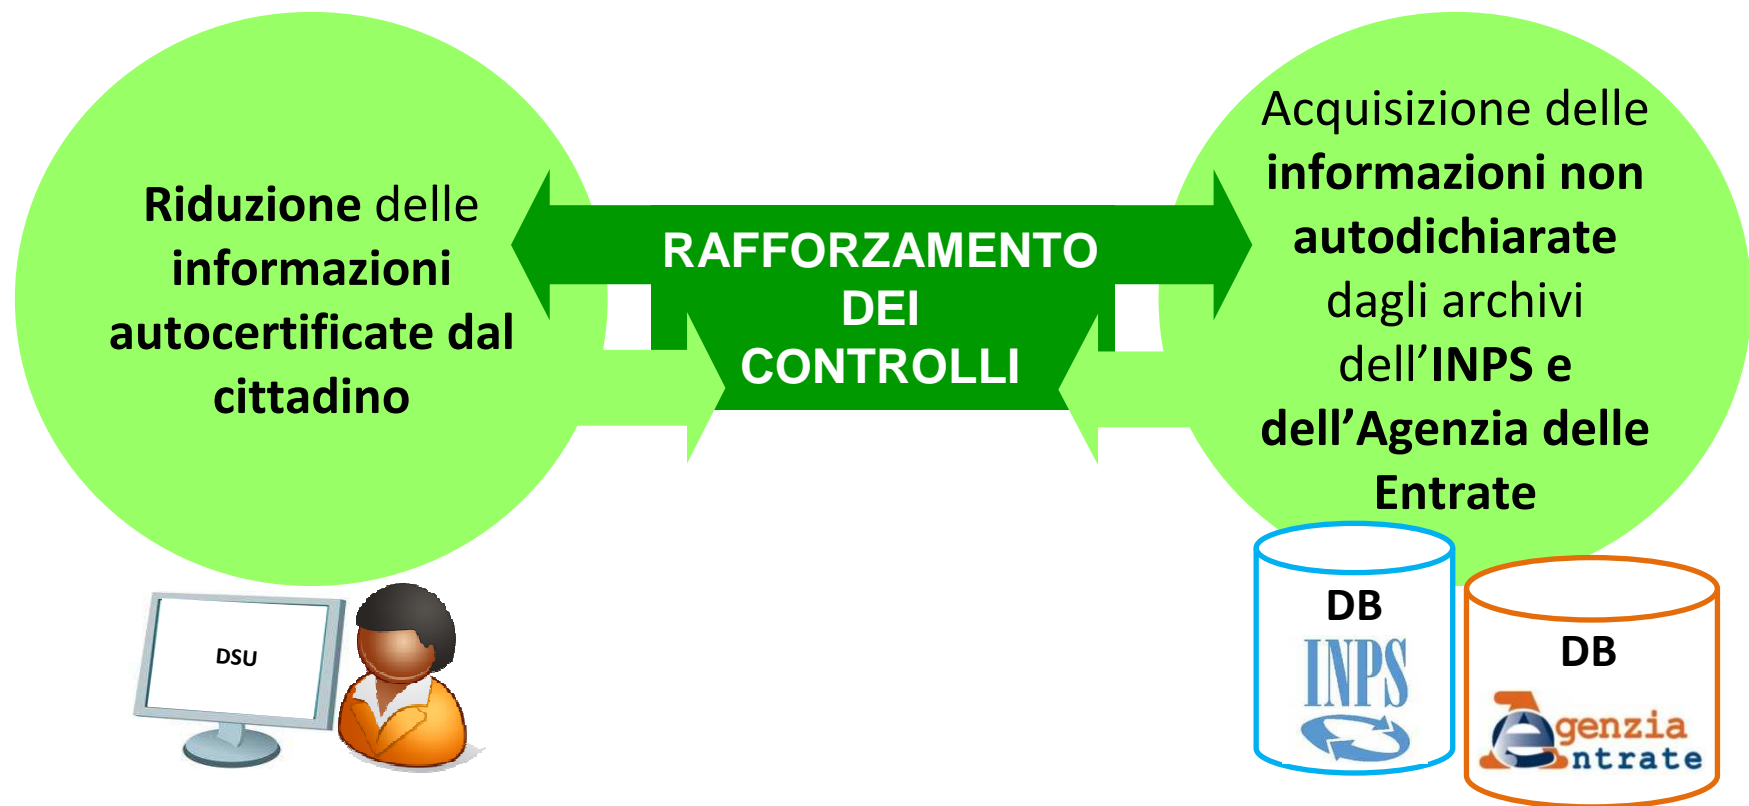 Riduzione delle
informazioni
autocertificate dal
cittadino
RAFFORZAMENTO
DEI
CONTROLLI
Acquisizione delle
informazioni non
autodichiarate
dagli archivi
dell’INPS e
dell’Agenzia delle
Entrate
DSU
DB
INPS
DB
Agenzia
entrate